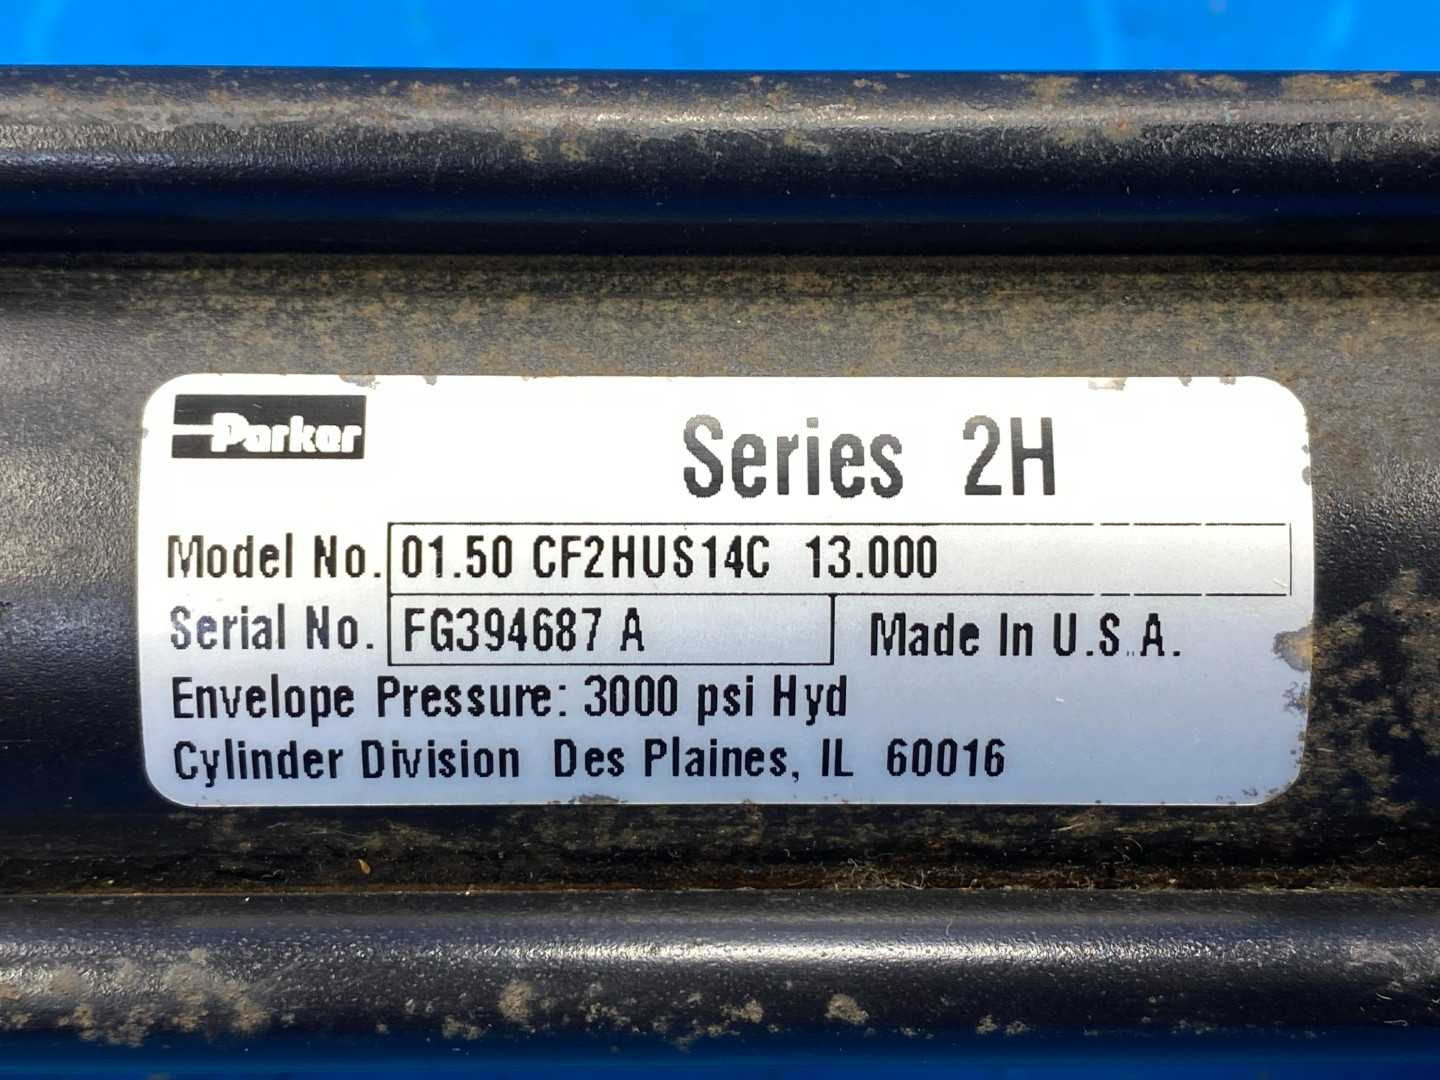 Parker
Series 2H
Model No. 01.50 CF2HUS14C 13.000
Serial No. FG394687 A Made In U.S.A.
Envelope Pressure: 3000 psi Hyd
Cylinder Division Des Plaines, IL 60016